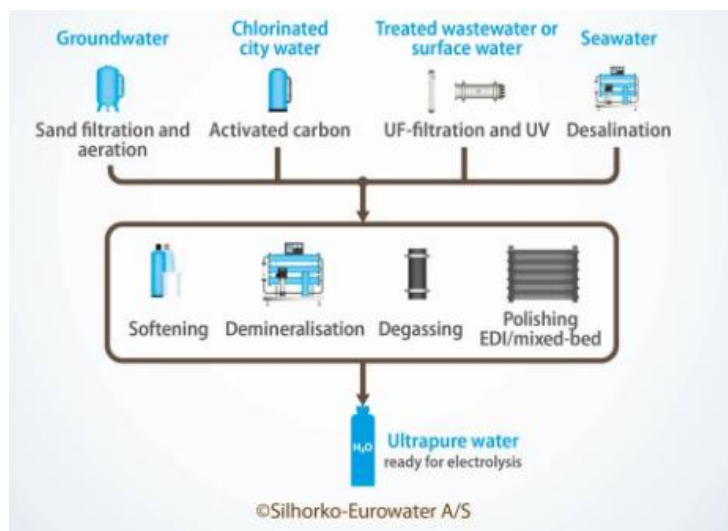 Groundwater
Chlorinated
city water
Treated wastewater or
surface water
Seawater
Sand filtration and
aeration
Activated carbon
UF-filtration and UV
Desalination
Softening
Demineralisation
Degassing
Polishing
EDI/mixed-bed
H₂O
Ultrapure water
ready for electrolysis
©Silhorko-Eurowater A/S